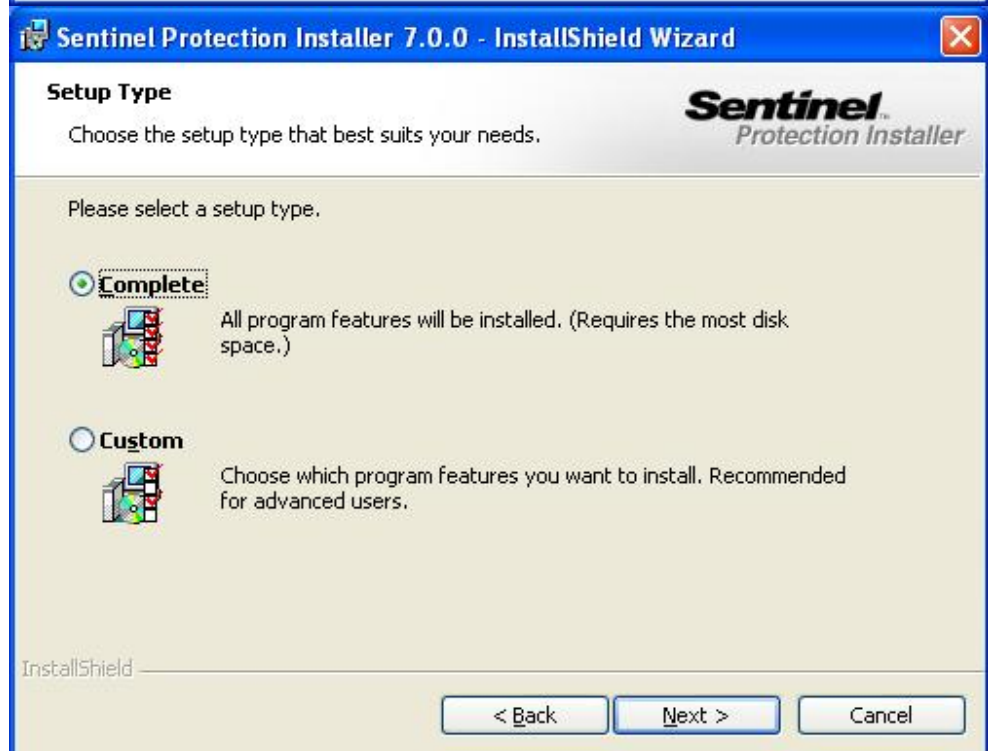 Sentinel Protection Installer 7.0.0 - InstallShield Wizard
Setup Type
Choose the setup type that best suits your needs.
Sentinel™
Protection Installer
Please select a setup type.
Complete
All program features will be installed. (Requires the most disk
space.)
Custom
Choose which program features you want to install. Recommended
for advanced users.
InstallShield
< Back
Next >
Cancel